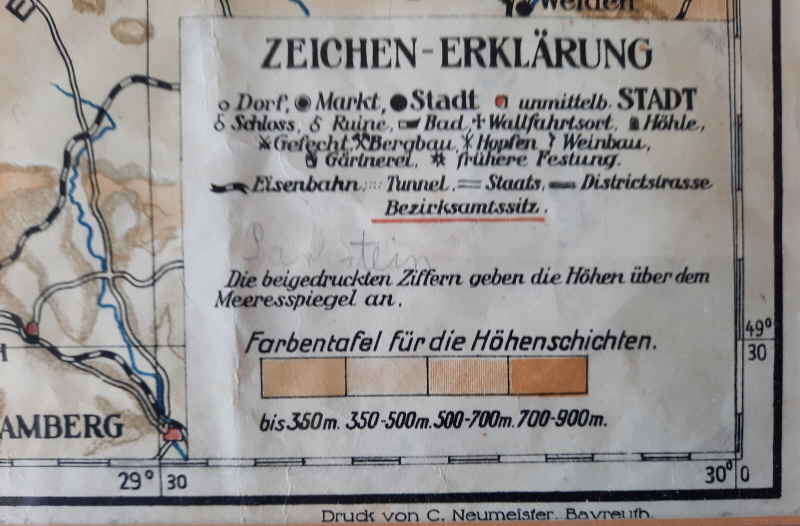 Weiden
ZEICHEN-ERKLÄRUNG
Dorf, Markt, Stadt unmittelb. STADT
Schloss, Ruine, Bad, Wallfahrtsort, Höhle,
Gefecht, Bergbau, Hopfen, Weinbau,
Gärtnerei, frühere Festung.
Eisenbahn, Tunnel, Staats, Districtstrasse
Bezirksamtssitz.
Die beigedruckten Ziffern geben die Höhen über dem
Meeresspiegel an.
Farbentafel für die Höhenschichten.
bis 350m. 350-500m. 500-700m. 700-900m.
49°
30
AMBERG
29° 30
30° 0
Druck von C. Neumeister, Bayreuth.